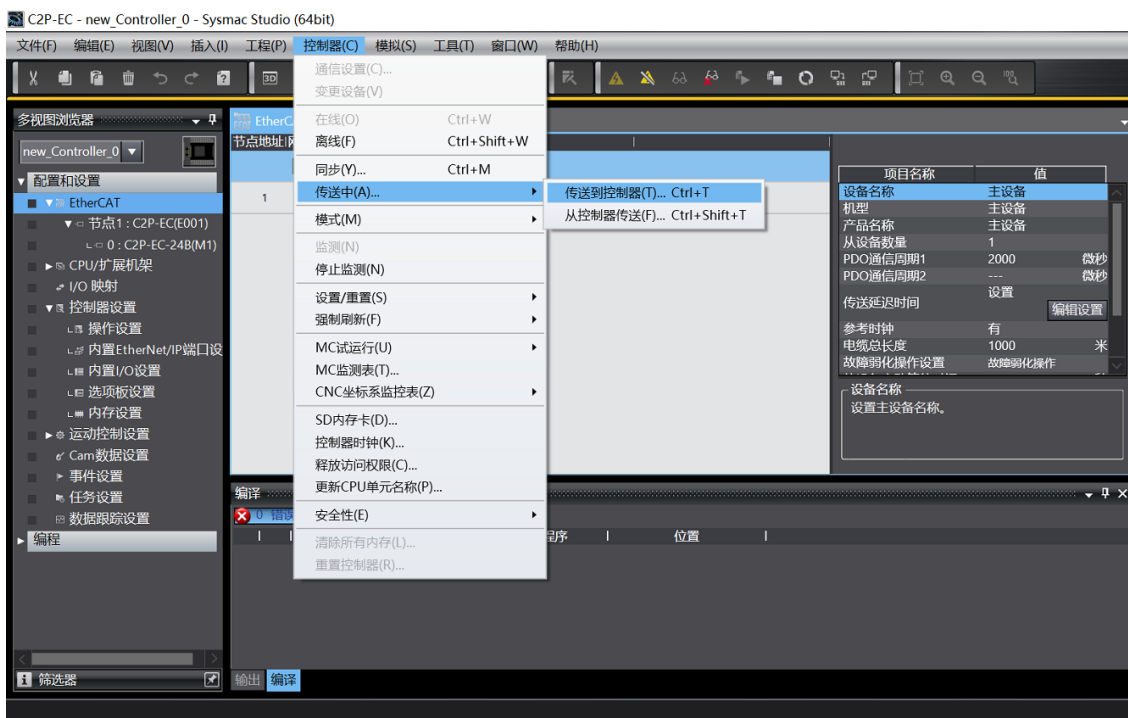 C2P-EC - new_Controller_0 - Sysmac Studio (64bit)
文件(F) 编辑(E) 视图(V) 插入(I) 工程(P) 控制器(C) 模拟(S) 工具(T) 窗口(W) 帮助(H)
通信设置(C)...
变更设备(V)
在线(O) Ctrl+W
离线(F) Ctrl+Shift+W
同步(Y)... Ctrl+M
传送中(A)...
传送到控制器(T)... Ctrl+T
从控制器传送(F)... Ctrl+Shift+T
模式(M)
监测(N)
停止监测(N)
设置/重置(S)
强制刷新(F)
MC试运行(U)
MC监测表(T)...
CNC坐标系监控表(Z)
SD内存卡(D)...
控制器时钟(K)...
释放访问权限(C)...
更新CPU单元名称(P)...
安全性(E)
清除所有内存(L)...
重置控制器(R)...
多视图浏览器
new_Controller_0
配置和设置
EtherCAT
节点1 : C2P-EC(E001)
0 : C2P-EC-24B(M1)
CPU/扩展机架
I/O 映射
控制器设置
操作设置
内置EtherNet/IP端口设
内置I/O设置
选项板设置
内存设置
运动控制设置
Cam数据设置
事件设置
任务设置
数据跟踪设置
编程
筛选器
EtherC
节点地址
1
项目名称 值
设备名称 主设备
机型 主设备
产品名称 主设备
从设备数量 1
PDO通信周期1 2000 微秒
PDO通信周期2 --- 微秒
传送延迟时间 设置
编辑设置
参考时钟 有
电缆总长度 1000 米
故障弱化操作设置 故障弱化操作
设备名称
设置主设备名称。
编译
0 错误
程序 位置
输出 编译